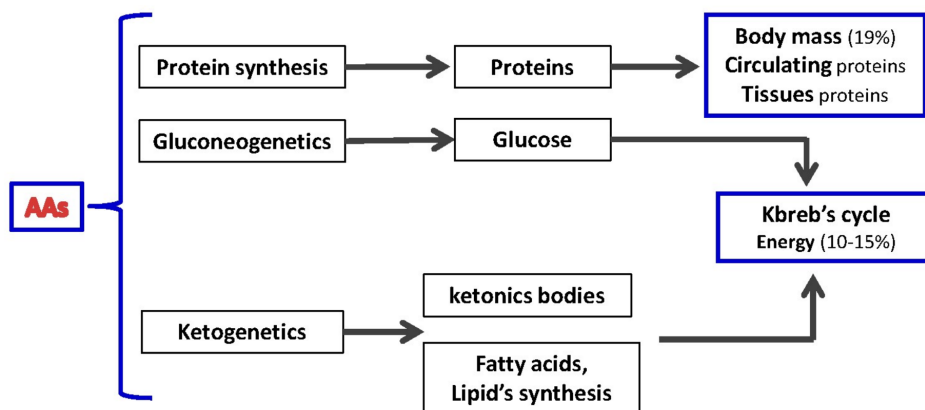 AAs
Protein synthesis
Proteins
Body mass (19%)
Circulating proteins
Tissues proteins
Gluconeogenetics
Glucose
Kbreb's cycle
Energy (10-15%)
Ketogenetics
ketonics bodies
Fatty acids,
Lipid's synthesis